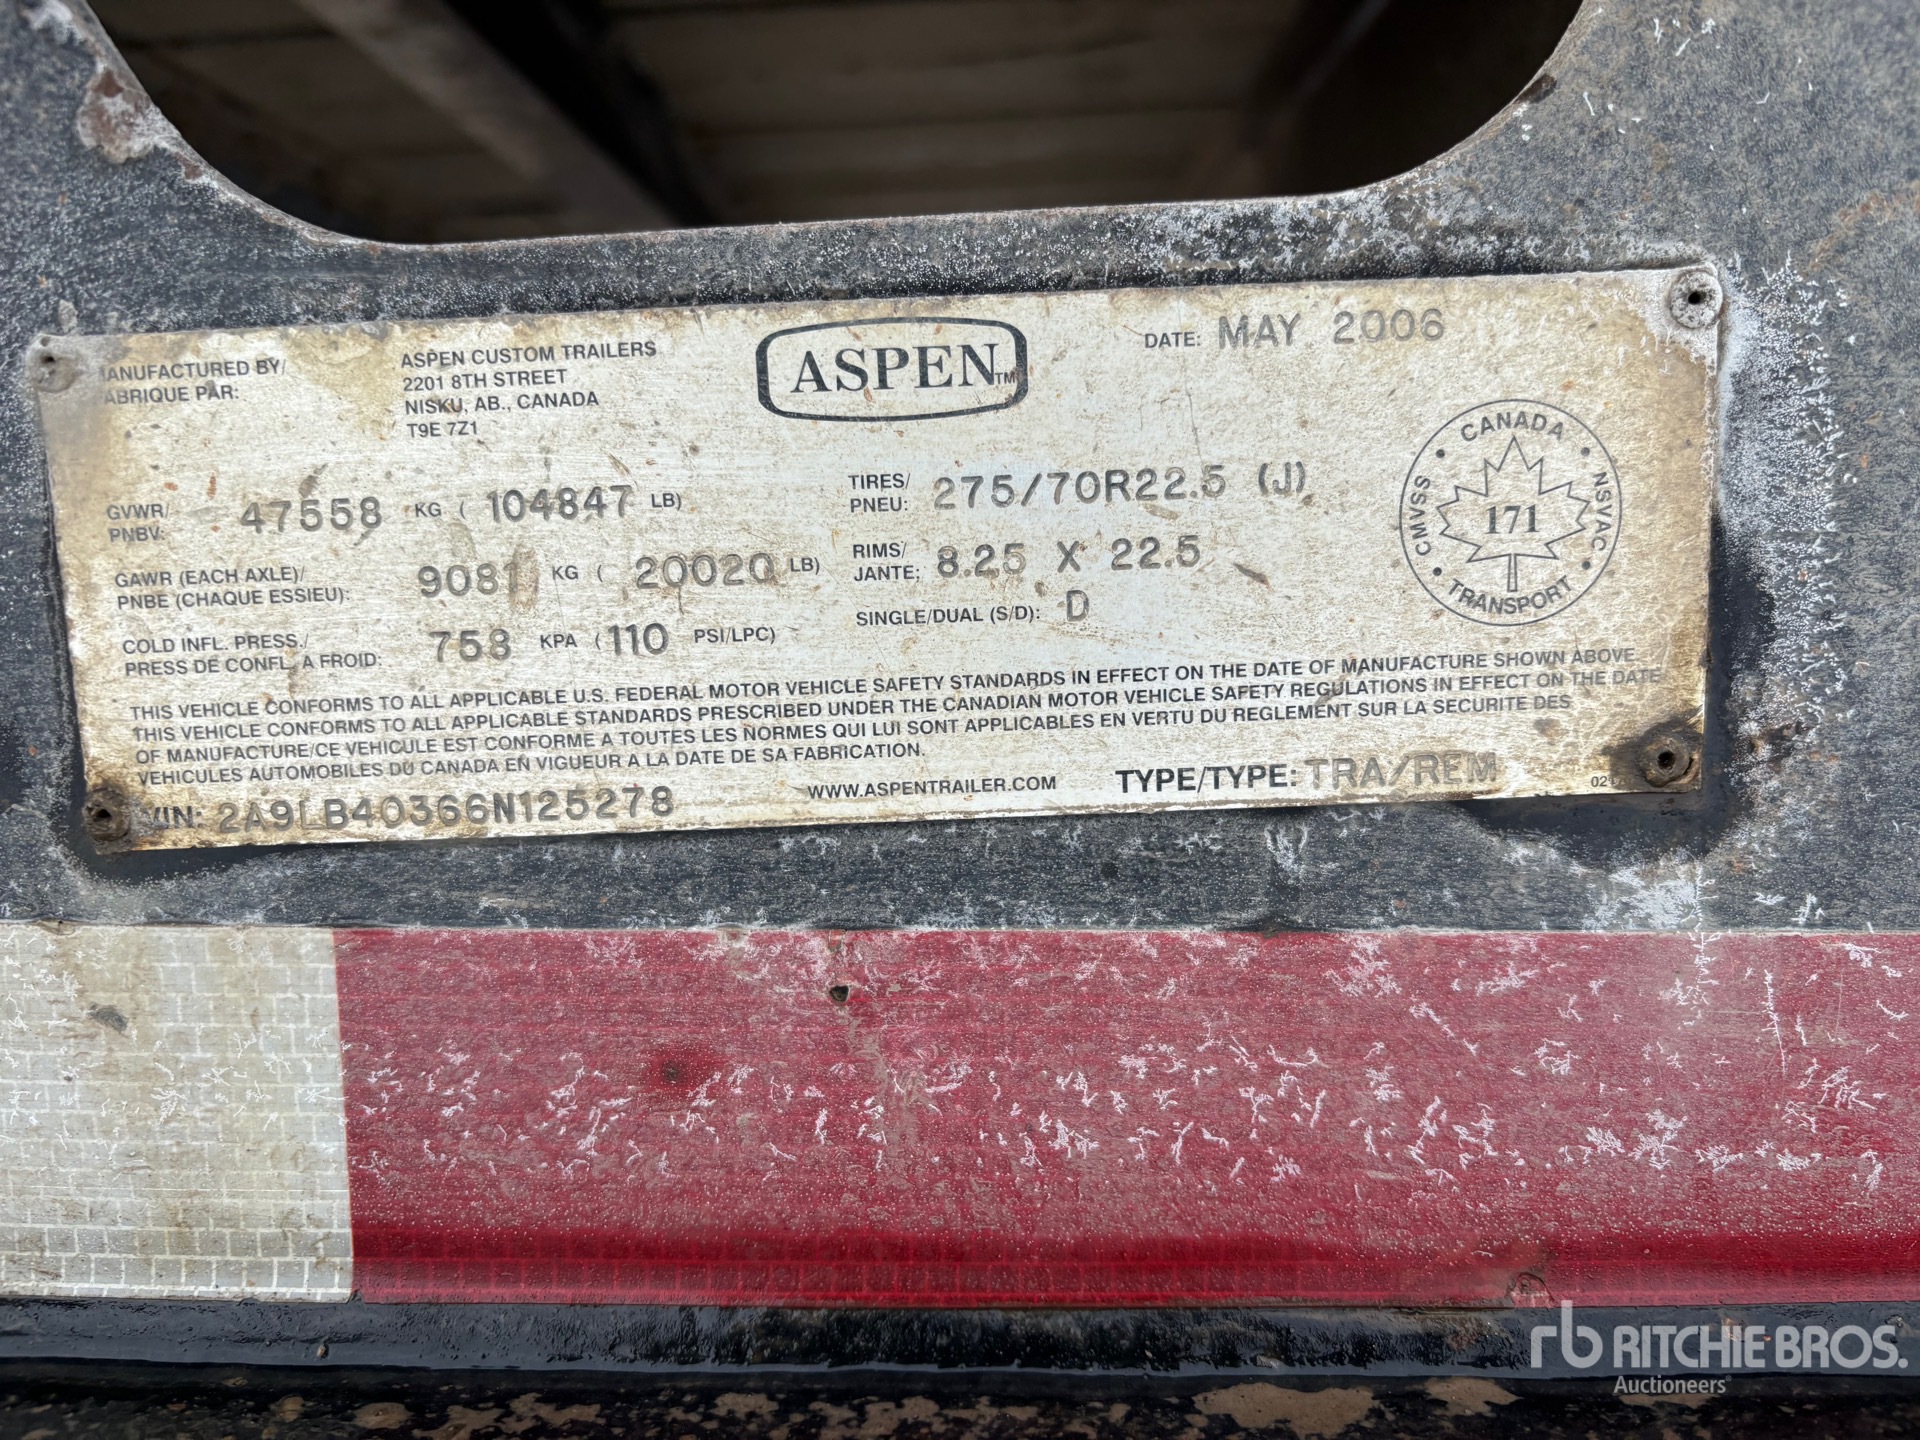 MANUFACTURED BY/
FABRIQUE PAR:
ASPEN CUSTOM TRAILERS
2201 8TH STREET
NISKU, AB., CANADA
T9E 7Z1
ASPEN TM
DATE: MAY 2006
GVWR/
PNBV: 47558 KG ( 104847 LB)
GAWR (EACH AXLE)/
PNBE (CHAQUE ESSIEU): 9081 KG ( 20020 LB)
COLD INFL. PRESS./
PRESS DE CONFL. A FROID: 758 KPA ( 110 PSI/LPC)
TIRES/
PNEU: 275/70R22.5 (J)
RIMS/
JANTE: 8.25 X 22.5
SINGLE/DUAL (S/D): D
CANADA
CMVSS
NSVAC
171
TRANSPORT
THIS VEHICLE CONFORMS TO ALL APPLICABLE U.S. FEDERAL MOTOR VEHICLE SAFETY STANDARDS IN EFFECT ON THE DATE OF MANUFACTURE SHOWN ABOVE
THIS VEHICLE CONFORMS TO ALL APPLICABLE STANDARDS PRESCRIBED UNDER THE CANADIAN MOTOR VEHICLE SAFETY REGULATIONS IN EFFECT ON THE DATE
OF MANUFACTURE/CE VEHICULE EST CONFORME A TOUTES LES NORMES QUI LUI SONT APPLICABLES EN VERTU DU REGLEMENT SUR LA SECURITE DES
VEHICULES AUTOMOBILES DU CANADA EN VIGUEUR A LA DATE DE SA FABRICATION.
VIN: 2A9LB40366N125278
WWW.ASPENTRAILER.COM
TYPE/TYPE: TRA/REM
rb RITCHIE BROS.
Auctioneers